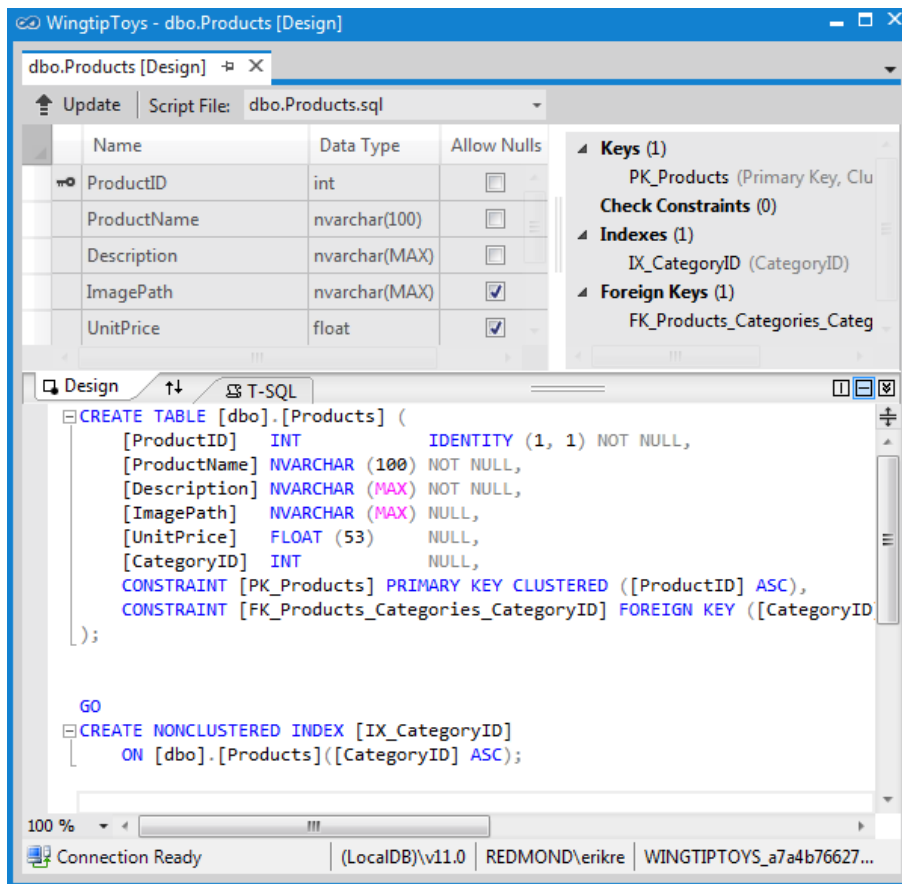 WingtipToys - dbo.Products [Design]
dbo.Products [Design]
Update Script File: dbo.Products.sql
Name Data Type Allow Nulls
ProductID int
ProductName nvarchar(100)
Description nvarchar(MAX)
ImagePath nvarchar(MAX)
UnitPrice float
Keys (1)
PK_Products (Primary Key, Clu
Check Constraints (0)
Indexes (1)
IX_CategoryID (CategoryID)
Foreign Keys (1)
FK_Products_Categories_Categ
Design T-SQL
CREATE TABLE [dbo].[Products] (
[ProductID] INT IDENTITY (1, 1) NOT NULL,
[ProductName] NVARCHAR (100) NOT NULL,
[Description] NVARCHAR (MAX) NOT NULL,
[ImagePath] NVARCHAR (MAX) NULL,
[UnitPrice] FLOAT (53) NULL,
[CategoryID] INT NULL,
CONSTRAINT [PK_Products] PRIMARY KEY CLUSTERED ([ProductID] ASC),
CONSTRAINT [FK_Products_Categories_CategoryID] FOREIGN KEY ([CategoryID]
);
GO
CREATE NONCLUSTERED INDEX [IX_CategoryID]
ON [dbo].[Products]([CategoryID] ASC);
100 %
Connection Ready (LocalDB)\v11.0 REDMOND\erikre WINGTIPTOYS_a7a4b76627...